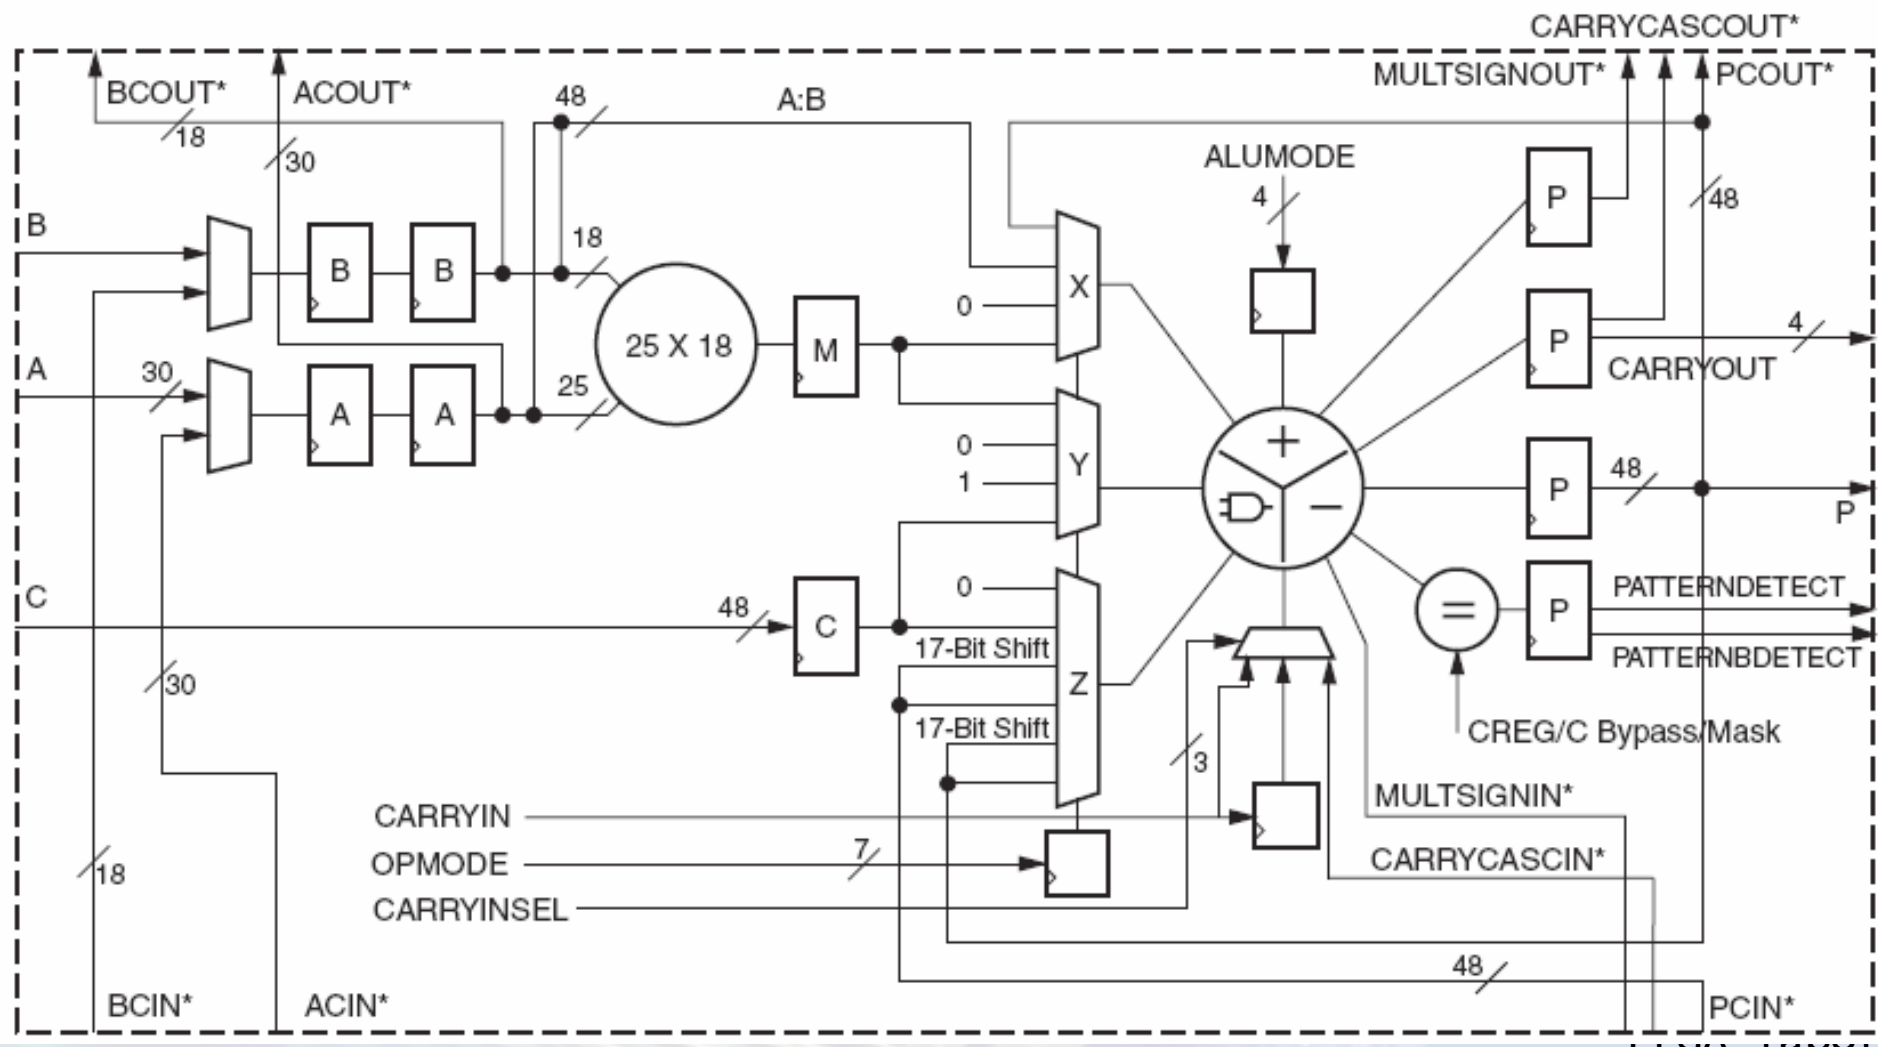 CARRYCASCOUT*
MULTSIGNOUT* PCOUT*
BCOUT* ACOUT* 48 A:B
18
30
ALUMODE
4
48
P
B
18
B B
X
0
25 X 18
M
P
4
CARRYOUT
A
30
25
A A
0
Y
1
+
−
48
P
P
C
48
C
0
17-Bit Shift
Z
17-Bit Shift
=
P
PATTERNDETECT
PATTERNBDETECT
30
CREG/C Bypass/Mask
3
CARRYIN
MULTSIGNIN*
OPMODE
7
CARRYCASCIN*
18
CARRYINSEL
48
BCIN* ACIN*
PCIN*